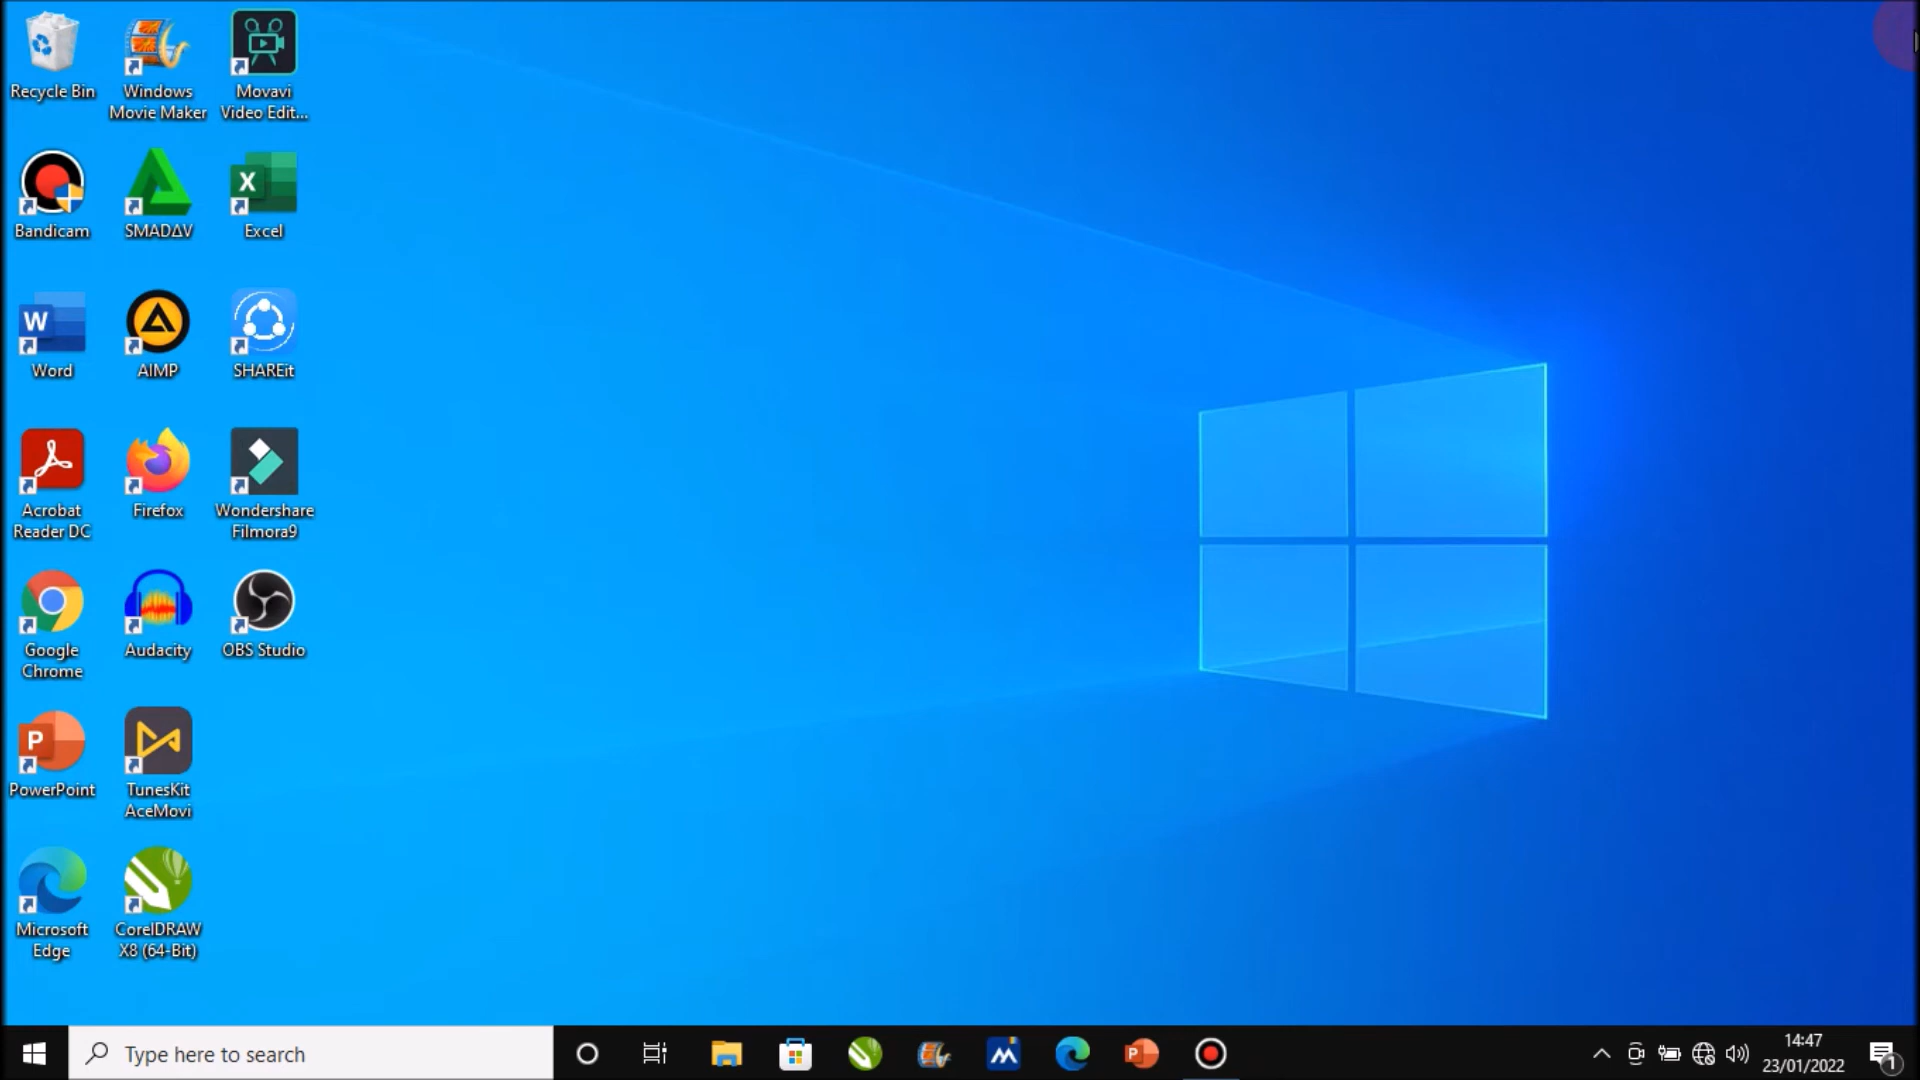 Recycle Bin
Windows
Movie Maker
Movavi
Video Edit...
Bandicam
SMADΔV
X
Excel
W
Word
AIMP
SHAREit
Acrobat
Reader DC
Firefox
Wondershare
Filmora9
Google
Chrome
Audacity
OBS Studio
P
PowerPoint
TunesKit
AceMovi
Microsoft
Edge
CorelDRAW
X8 (64-Bit)
Type here to search
P
14:47
23/01/2022
1